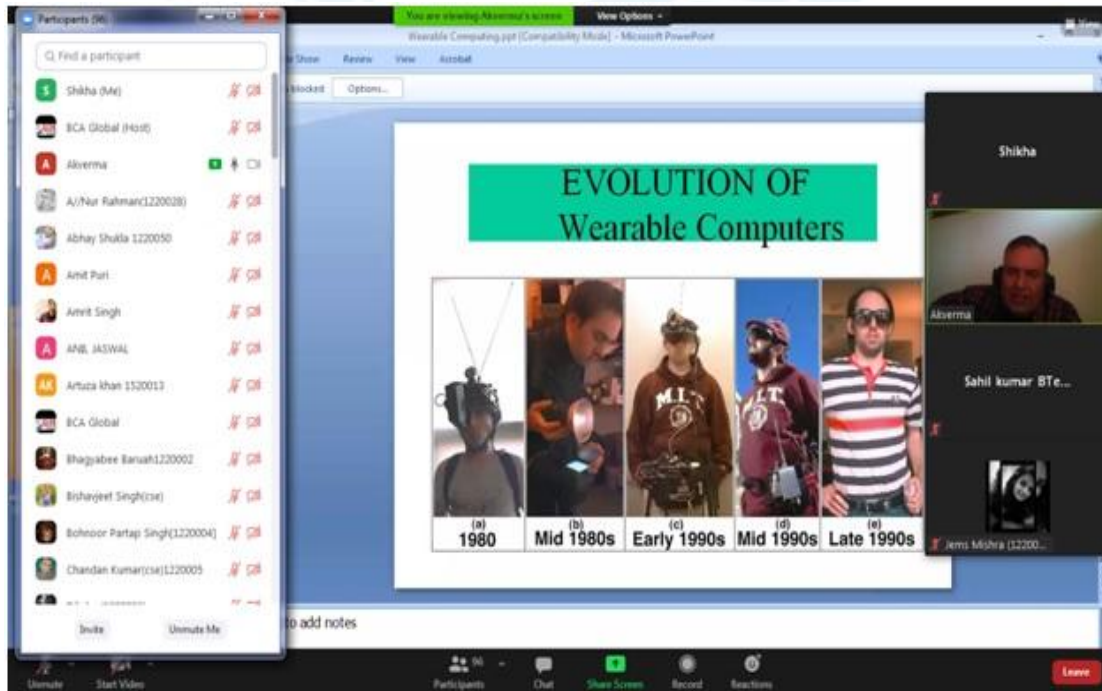 Participants (96)
You are viewing Akverma's screen
View Options
View
Wearable Computing.ppt [Compatibility Mode] - Microsoft PowerPoint
Find a participant
Show
Review
View
Acrobat
blocked
Options...
S
Shikha (Me)
BCA Global (Host)
A
Akverma
A//Nur Rahman(1220028)
Abhay Shukla 1220050
A
Amit Puri
Amrit Singh
A
ANIL JASWAL
AK
Artuza khan 1520013
BCA Global
Bhagyabee Baruah1220002
Bishavjeet Singh(cse)
Bohnoor Partap Singh(1220004)
Chandan Kumar(cse)1220005
Invite
Unmute Me
EVOLUTION OF
Wearable Computers
M.I.T.
M.I.T.
(a) (b) (c) (d) (e)
1980 Mid 1980s Early 1990s Mid 1990s Late 1990s
Shikha
Akverma
Sahil kumar BTe...
Jems Mishra (12200...
to add notes
Unmute
Start Video
Participants
96
Chat
Share Screen
Record
Reactions
Leave